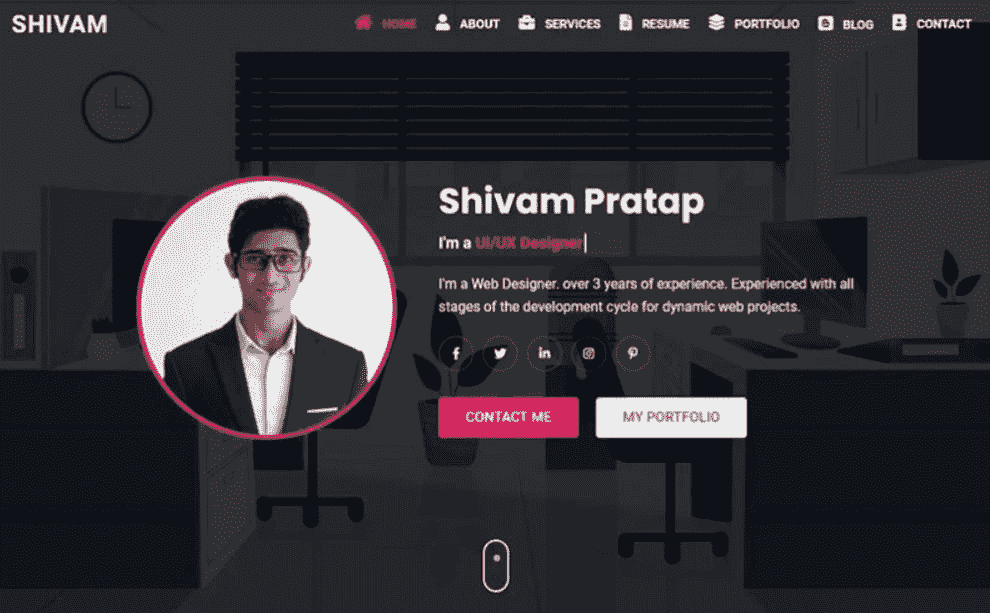 SHIVAM
HOME ABOUT SERVICES RESUME PORTFOLIO BLOG CONTACT
Shivam Pratap
I'm a UI/UX Designer
I'm a Web Designer. over 3 years of experience. Experienced with all
stages of the development cycle for dynamic web projects.
CONTACT ME MY PORTFOLIO